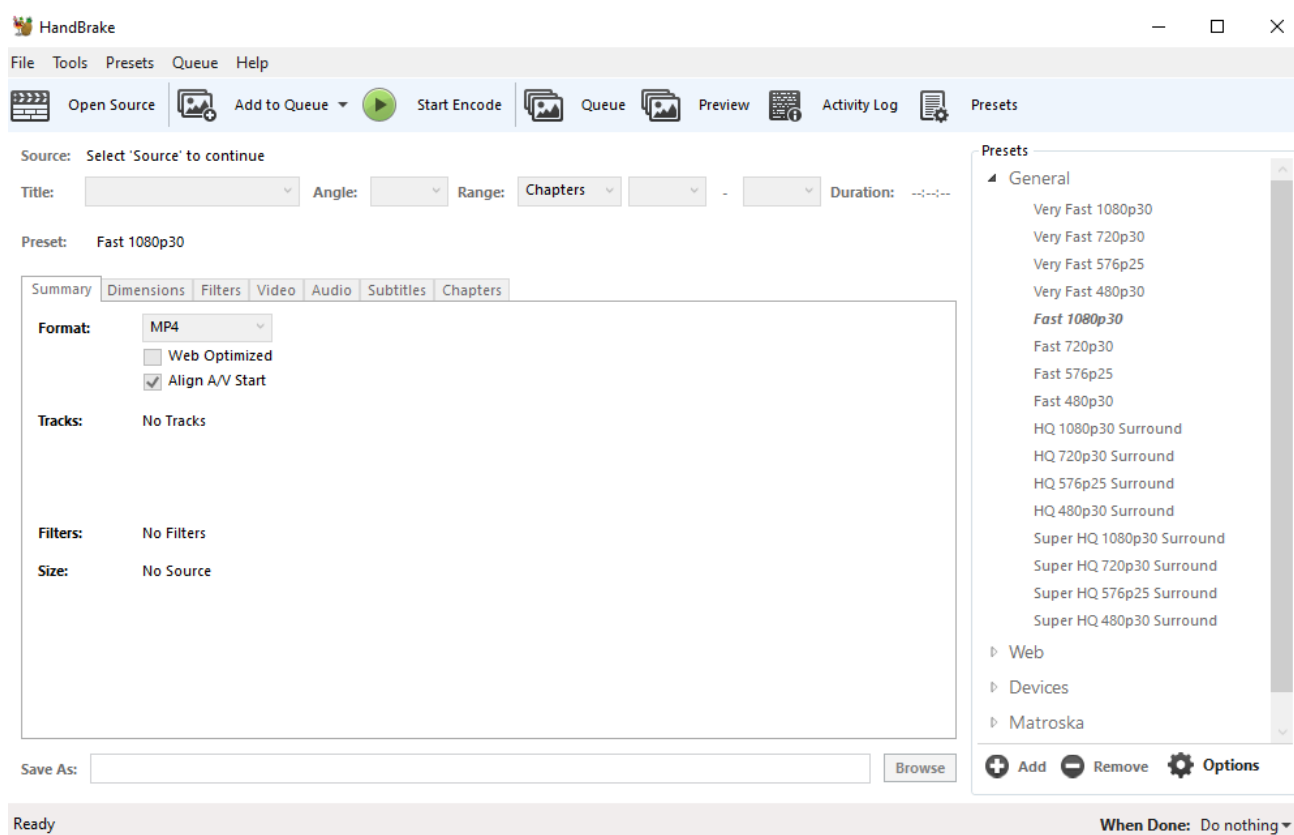 HandBrake
File Tools Presets Queue Help
Open Source Add to Queue Start Encode Queue Preview Activity Log Presets
Source: Select 'Source' to continue
Title: Angle: Range: Chapters - Duration: --:--:--
Preset: Fast 1080p30
Summary Dimensions Filters Video Audio Subtitles Chapters
Format: MP4
Web Optimized
Align A/V Start
Tracks: No Tracks
Filters: No Filters
Size: No Source
Save As: Browse
Presets
General
Very Fast 1080p30
Very Fast 720p30
Very Fast 576p25
Very Fast 480p30
Fast 1080p30
Fast 720p30
Fast 576p25
Fast 480p30
HQ 1080p30 Surround
HQ 720p30 Surround
HQ 576p25 Surround
HQ 480p30 Surround
Super HQ 1080p30 Surround
Super HQ 720p30 Surround
Super HQ 576p25 Surround
Super HQ 480p30 Surround
Web
Devices
Matroska
Add Remove Options
Ready When Done: Do nothing